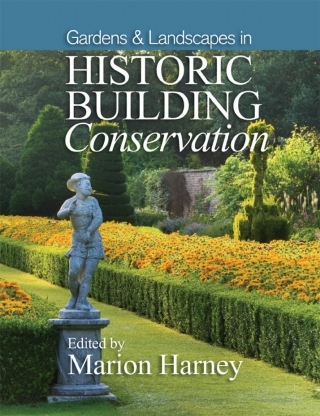 Gardens & Landscapes in
HISTORIC
BUILDING
Conservation
Edited by
Marion Harney